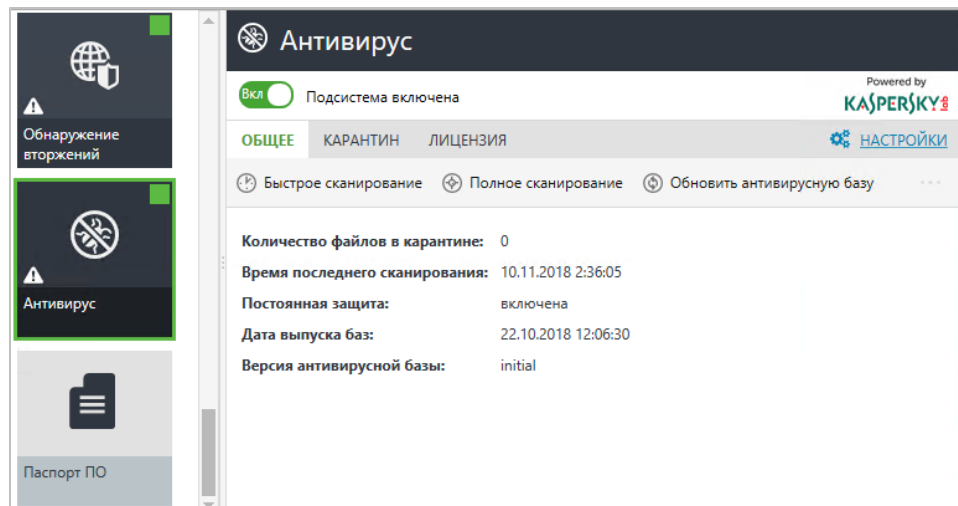 Обнаружение
вторжений
Антивирус
Паспорт ПО
Антивирус
Вкл Подсистема включена
Powered by
KASPERSKY lab
ОБЩЕЕ КАРАНТИН ЛИЦЕНЗИЯ НАСТРОЙКИ
Быстрое сканирование Полное сканирование Обновить антивирусную базу ...
Количество файлов в карантине: 0
Время последнего сканирования: 10.11.2018 2:36:05
Постоянная защита: включена
Дата выпуска баз: 22.10.2018 12:06:30
Версия антивирусной базы: initial